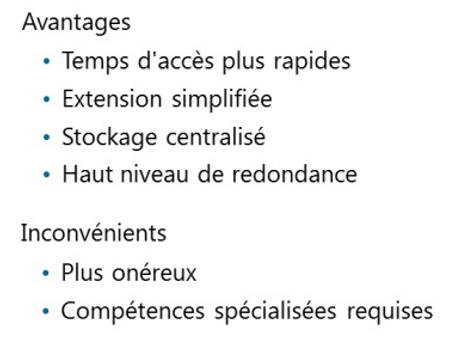 Avantages
• Temps d'accès plus rapides
• Extension simplifiée
• Stockage centralisé
• Haut niveau de redondance
Inconvénients
• Plus onéreux
• Compétences spécialisées requises